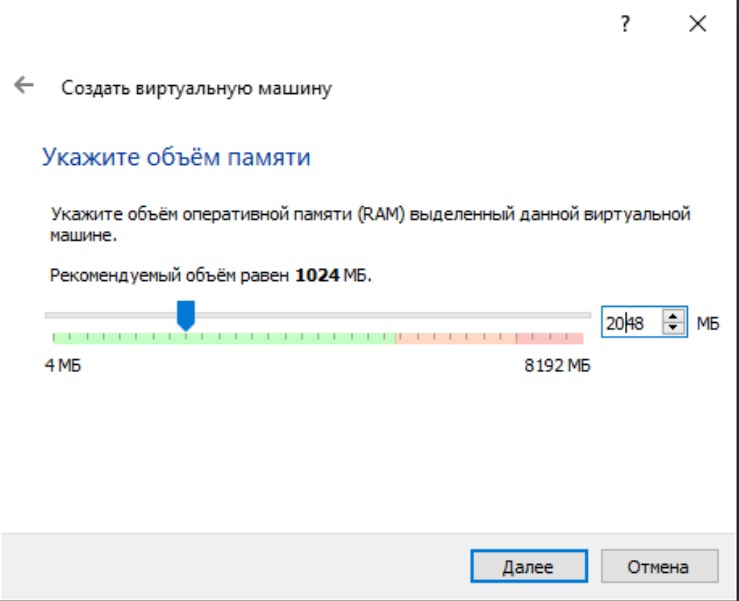 ?
Создать виртуальную машину
Укажите объём памяти
Укажите объём оперативной памяти (RAM) выделенный данной виртуальной
машине.
Рекомендуемый объём равен 1024 МБ.
2048 МБ
4 МБ 8192 МБ
Далее Отмена